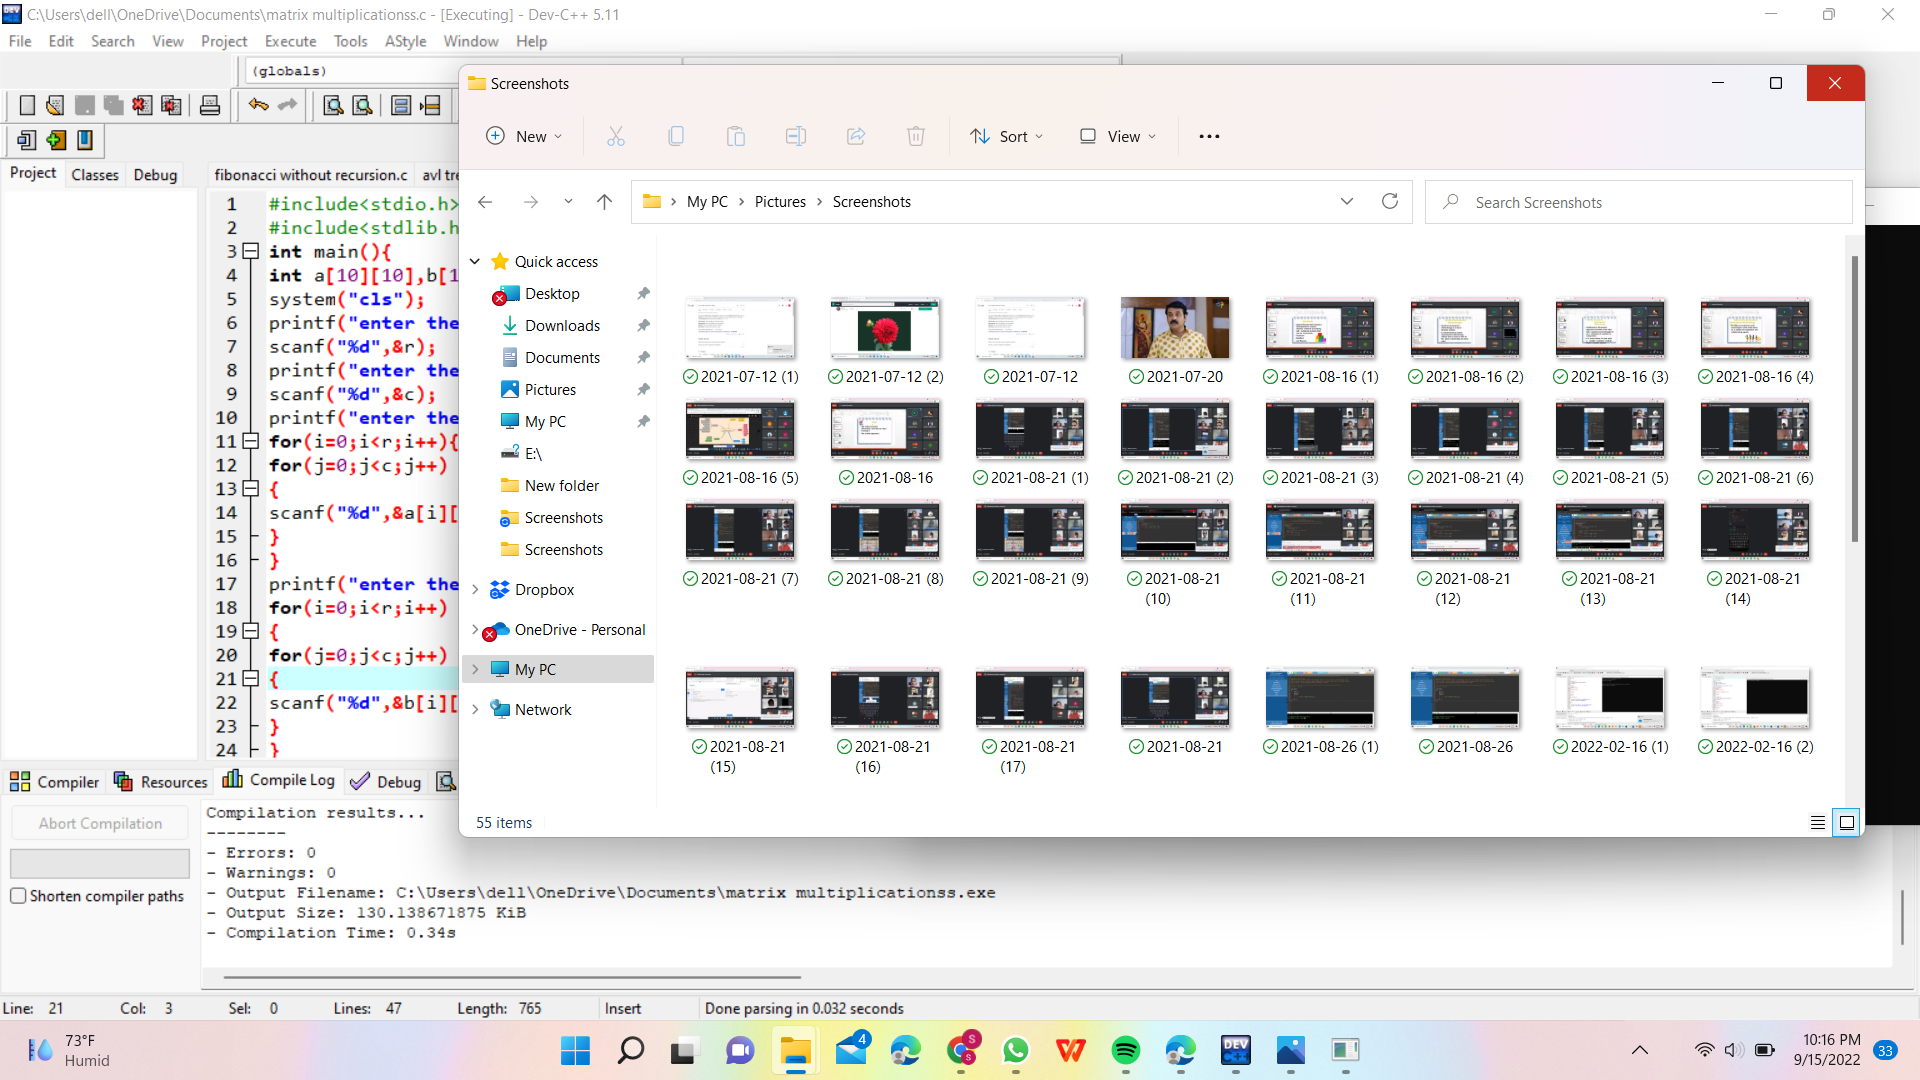 C:\Users\dell\OneDrive\Documents\matrix multiplicationss.c - [Executing] - Dev-C++ 5.11
File Edit Search View Project Execute Tools AStyle Window Help
(globals)
Project Classes Debug
fibonacci without recursion.c avl tre
1 #include<stdio.h>
2 #include<stdlib.h
3 int main(){
4 int a[10][10],b[1
5 system("cls");
6 printf("enter the
7 scanf("%d",&r);
8 printf("enter the
9 scanf("%d",&c);
10 printf("enter the
11 for(i=0;i<r;i++){
12 for(j=0;j<c;j++)
13 {
14 scanf("%d",&a[i][
15 }
16 }
17 printf("enter the
18 for(i=0;i<r;i++)
19 {
20 for(j=0;j<c;j++)
21 {
22 scanf("%d",&b[i][
23 }
24 }
Screenshots
New Sort View
My PC > Pictures > Screenshots
Search Screenshots
Quick access
Desktop
Downloads
Documents
Pictures
My PC
E:\
New folder
Screenshots
Screenshots
Dropbox
OneDrive - Personal
My PC
Network
2021-07-12 (1) 2021-07-12 (2) 2021-07-12 2021-07-20 2021-08-16 (1) 2021-08-16 (2) 2021-08-16 (3) 2021-08-16 (4)
2021-08-16 (5) 2021-08-16 2021-08-21 (1) 2021-08-21 (2) 2021-08-21 (3) 2021-08-21 (4) 2021-08-21 (5) 2021-08-21 (6)
2021-08-21 (7) 2021-08-21 (8) 2021-08-21 (9) 2021-08-21 (10) 2021-08-21 (11) 2021-08-21 (12) 2021-08-21 (13) 2021-08-21 (14)
2021-08-21 (15) 2021-08-21 (16) 2021-08-21 (17) 2021-08-21 2021-08-26 (1) 2021-08-26 2022-02-16 (1) 2022-02-16 (2)
55 items
Compiler Resources Compile Log Debug
Abort Compilation
Shorten compiler paths
Compilation results...
--------
- Errors: 0
- Warnings: 0
- Output Filename: C:\Users\dell\OneDrive\Documents\matrix multiplicationss.exe
- Output Size: 130.138671875 KiB
- Compilation Time: 0.34s
Line: 21 Col: 3 Sel: 0 Lines: 47 Length: 765 Insert Done parsing in 0.032 seconds
73°F
Humid
4
S
S
DEV
C++
10:16 PM
9/15/2022
33